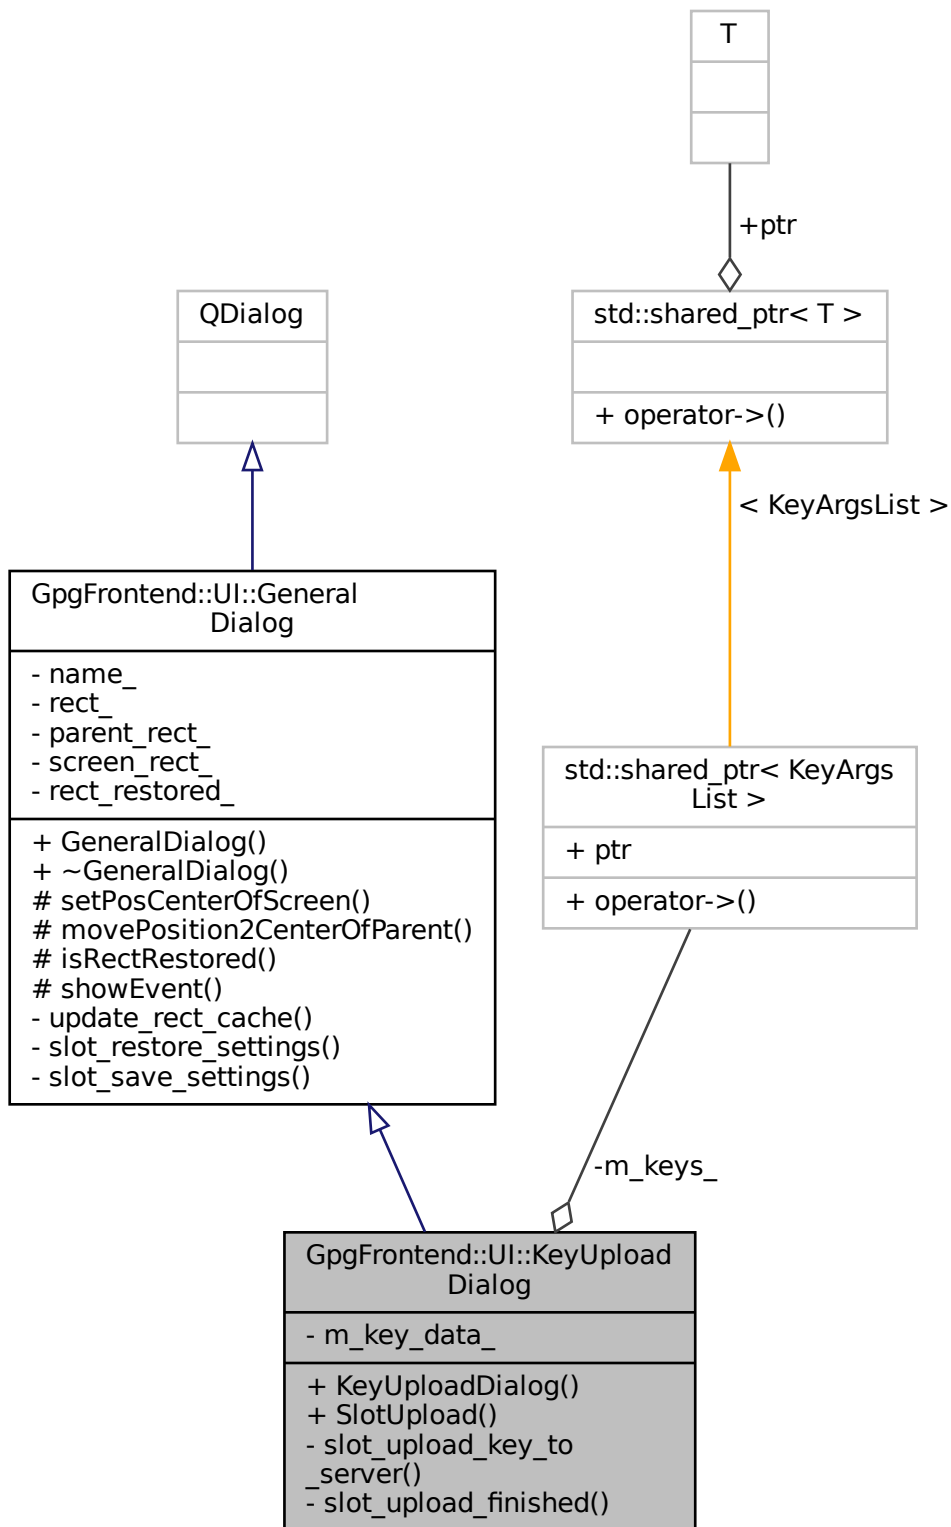 T
+ptr
QDialog
std::shared_ptr< T >
+ operator->()
< KeyArgsList >
GpgFrontend::UI::General
Dialog
- name_
- rect_
- parent_rect_
- screen_rect_
- rect_restored_
+ GeneralDialog()
+ ~GeneralDialog()
# setPosCenterOfScreen()
# movePosition2CenterOfParent()
# isRectRestored()
# showEvent()
- update_rect_cache()
- slot_restore_settings()
- slot_save_settings()
std::shared_ptr< KeyArgs
List >
+ ptr
+ operator->()
-m_keys_
GpgFrontend::UI::KeyUpload
Dialog
- m_key_data_
+ KeyUploadDialog()
+ SlotUpload()
- slot_upload_key_to
_server()
- slot_upload_finished()